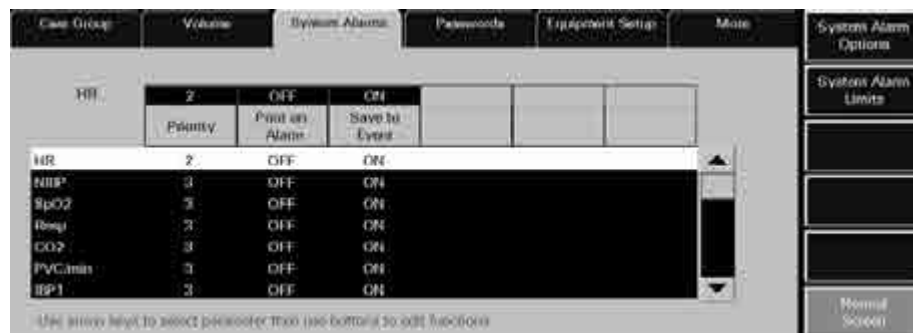 Case Group Volume System Alarms Passwords Equipment Setup More
System Alarm
Options
System Alarm
Limits
HR 2 OFF ON
Priority Print on
Alarm Save to
Event
HR 2 OFF ON
NIBP 3 OFF ON
SpO2 3 OFF ON
Resp 3 OFF ON
CO2 3 OFF ON
PVC/min 3 OFF ON
IBP1 3 OFF ON
Use arrow keys to select parameter then use buttons to edit functions
Normal
Screen